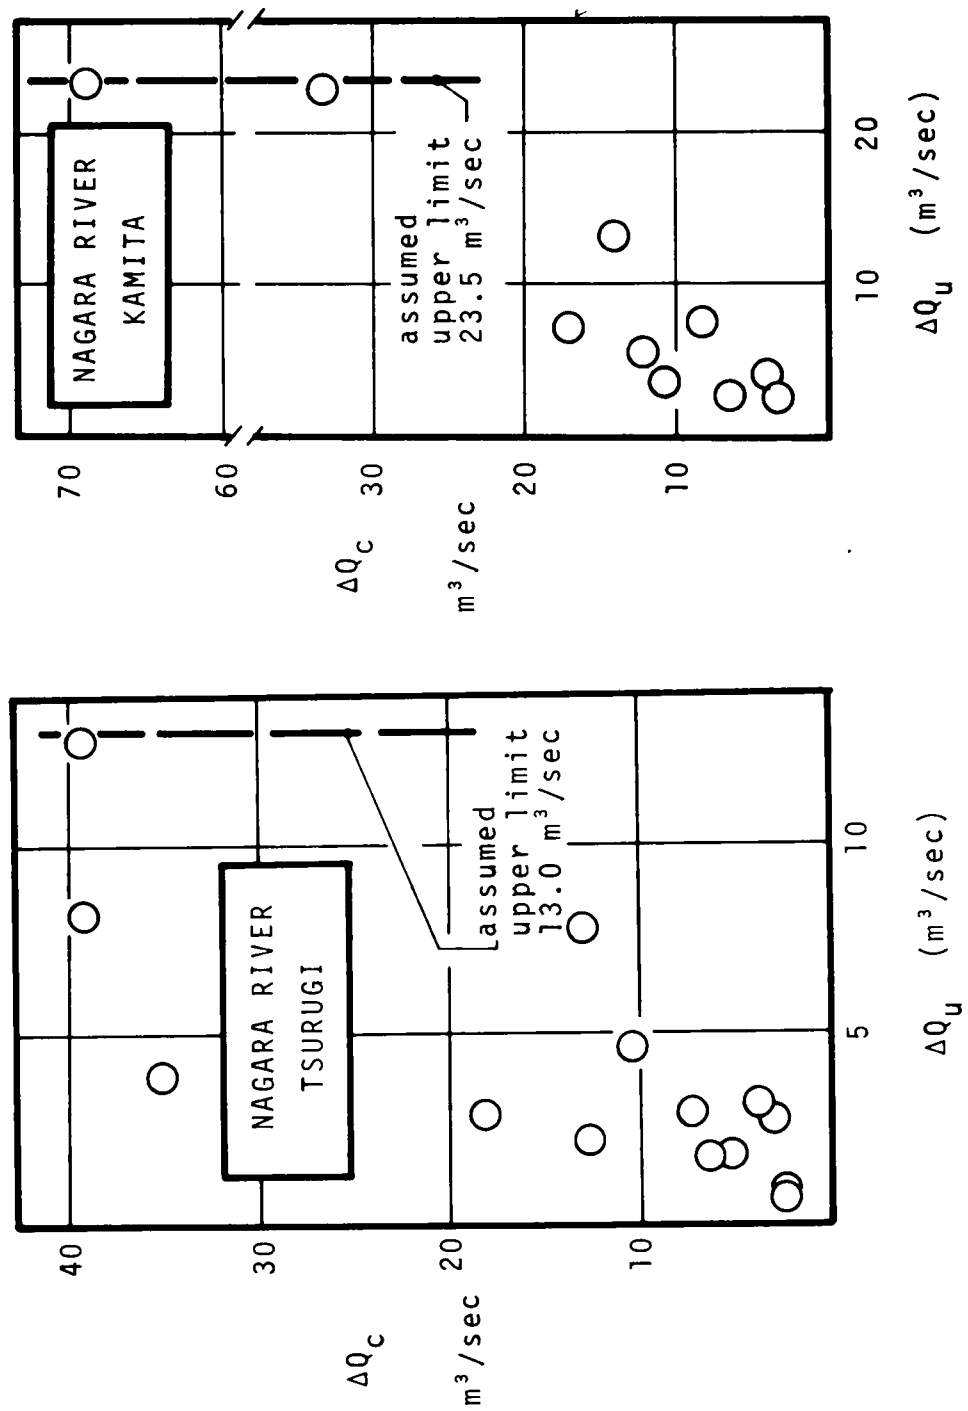 40
30
20
10
ΔQc
m³/sec
NAGARA RIVER
TSURUGI
assumed
upper limit
13.0 m³/sec
5
10
ΔQu (m³/sec)
70
60
30
20
10
ΔQc
m³/sec
NAGARA RIVER
KAMITA
assumed
upper limit
23.5 m³/sec
10
20
ΔQu (m³/sec)